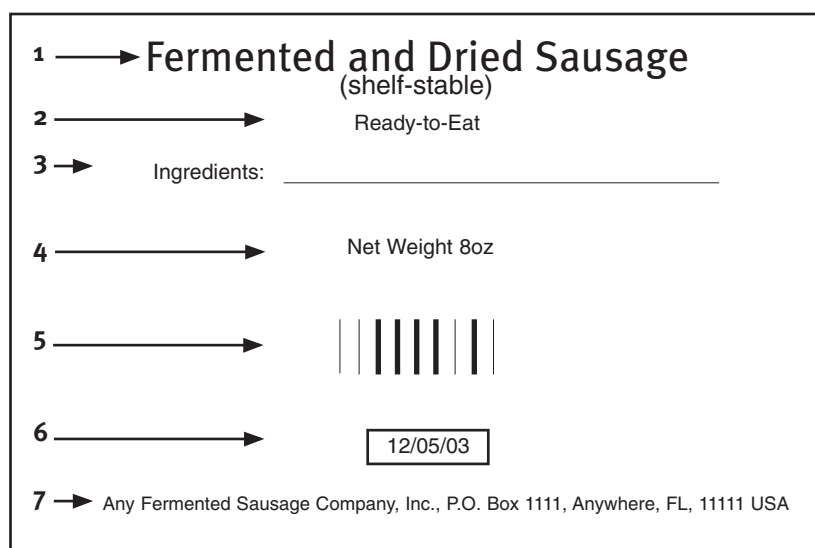 1 Fermented and Dried Sausage
(shelf-stable)
2 Ready-to-Eat
3 Ingredients:
4 Net Weight 8oz
5
6 12/05/03
7 Any Fermented Sausage Company, Inc., P.O. Box 1111, Anywhere, FL, 11111 USA